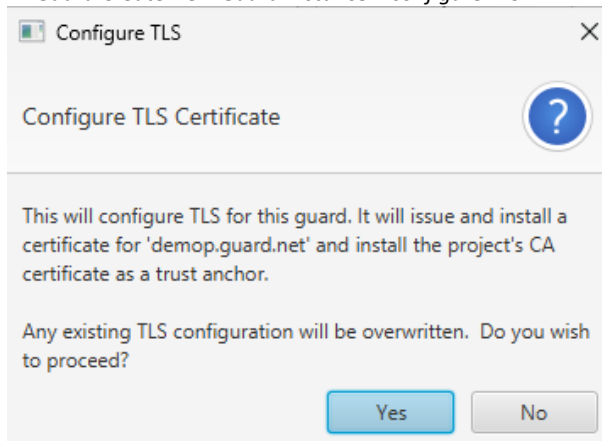 Configure TLS
Configure TLS Certificate
?
This will configure TLS for this guard. It will issue and install a
certificate for 'demop.guard.net' and install the project's CA
certificate as a trust anchor.
Any existing TLS configuration will be overwritten.  Do you wish
to proceed?
Yes No